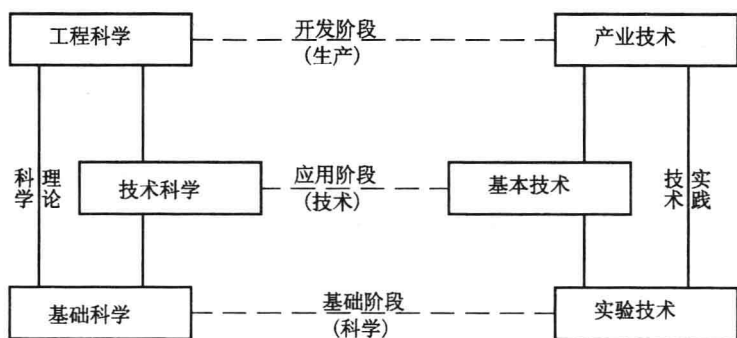 工程科学
开发阶段
(生产)
产业技术
科学
理论
技术科学
应用阶段
(技术)
基本技术
技术
实践
基础科学
基础阶段
(科学)
实验技术